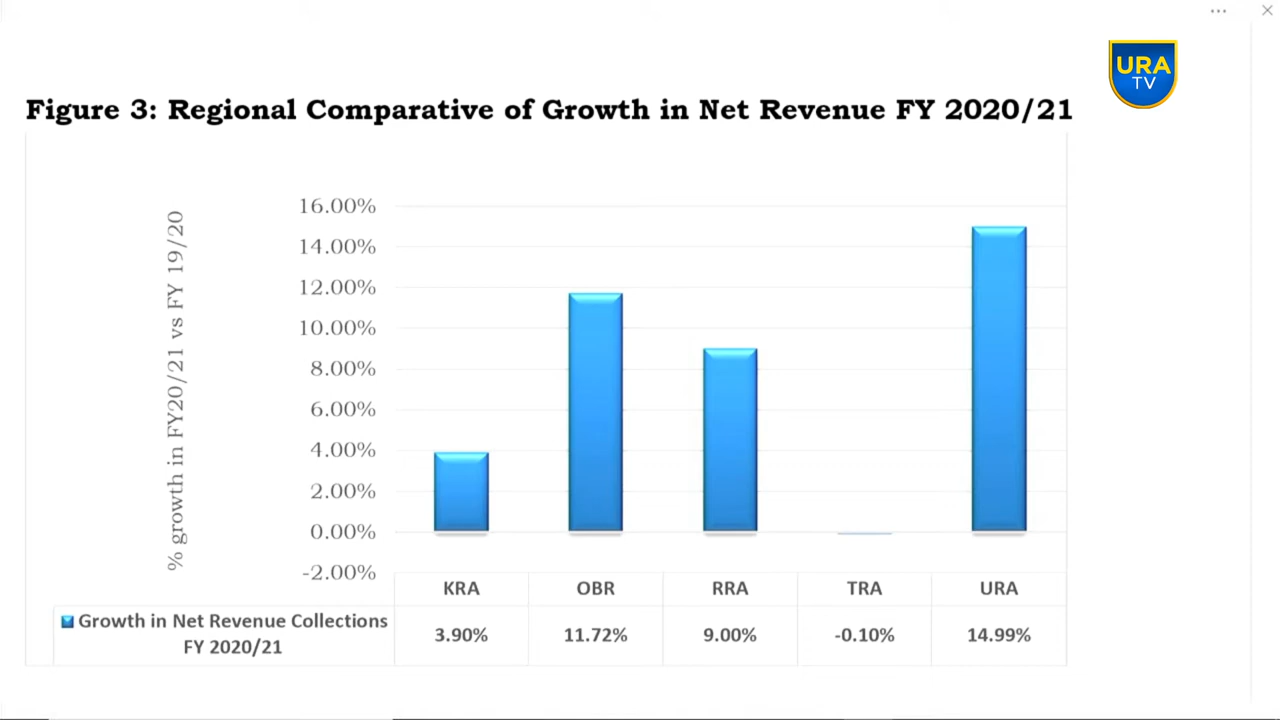 URA
TV
Figure 3: Regional Comparative of Growth in Net Revenue FY 2020/21
% growth in FY20/21 vs FY 19/20
16.00%
14.00%
12.00%
10.00%
8.00%
6.00%
4.00%
2.00%
0.00%
-2.00%
KRA OBR RRA TRA URA
Growth in Net Revenue Collections
FY 2020/21
3.90% 11.72% 9.00% -0.10% 14.99%